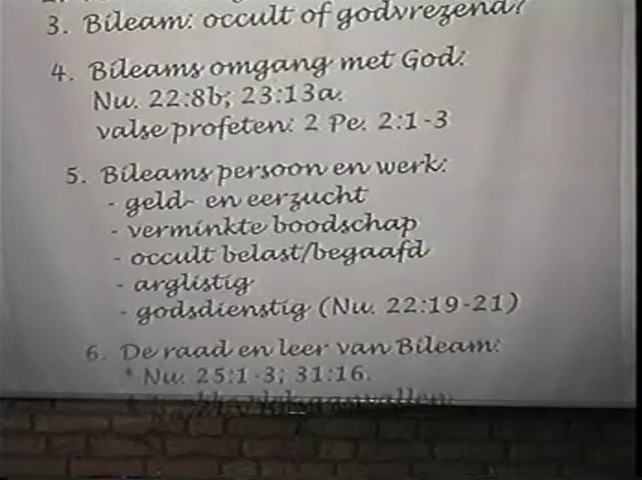 3. Bileam: occult of godvrezend?
4. Bileams omgang met God:
Nu. 22:8b; 23:13a.
valse profeten: 2 Pe. 2:1-3
5. Bileams persoon en werk:
- geld- en eerzucht
- verminkte boodschap
- occult belast/begaafd
- arglistig
- godsdienstig (Nu. 22:19-21)
6. De raad en leer van Bileam:
* Nu. 25:1-3; 31:16.